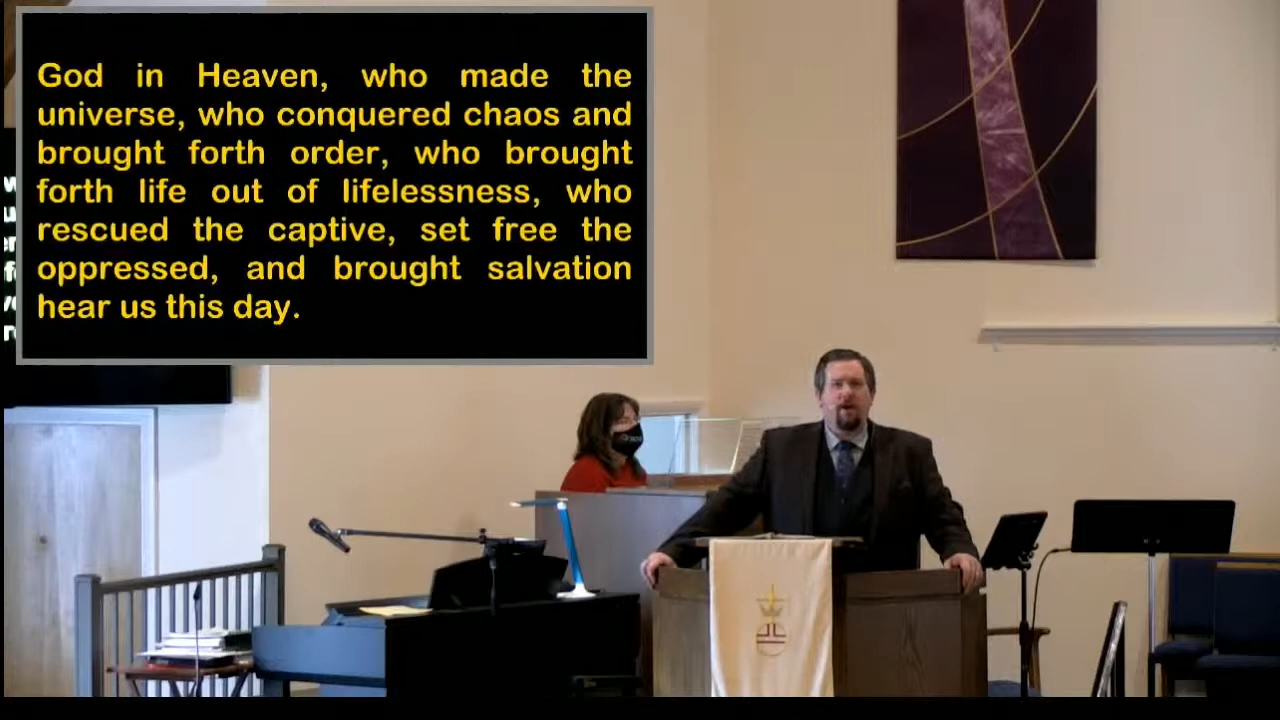 God in Heaven, who made the
universe, who conquered chaos and
brought forth order, who brought
forth life out of lifelessness, who
rescued the captive, set free the
oppressed, and brought salvation
hear us this day.